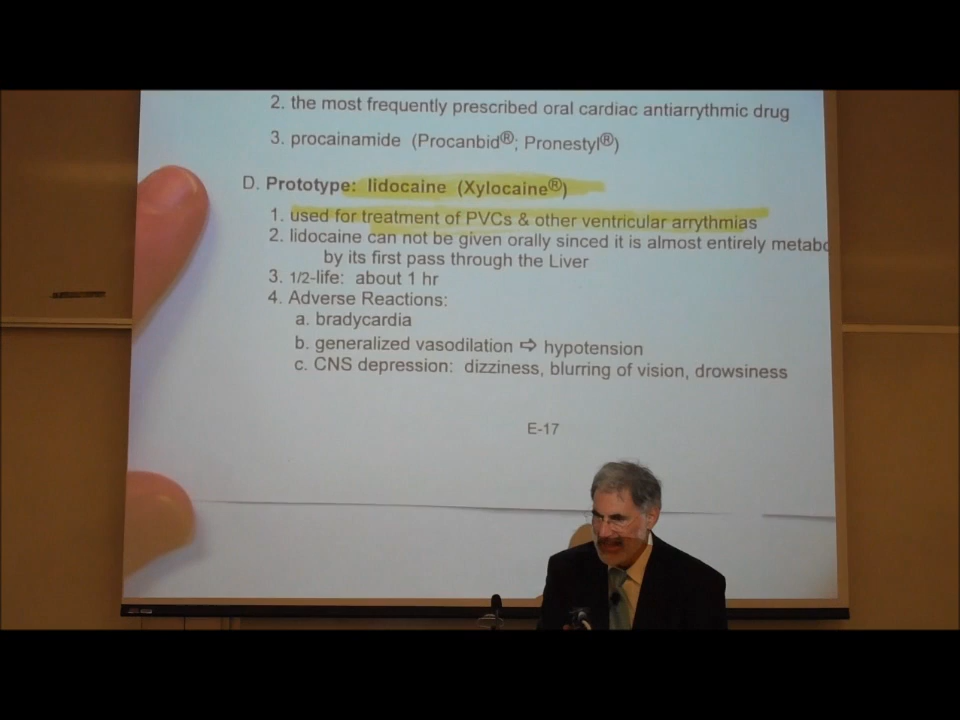 2. the most frequently prescribed oral cardiac antiarrythmic drug
3. procainamide (Procanbid®; Pronestyl®)
D. Prototype: lidocaine (Xylocaine®)
1. used for treatment of PVCs & other ventricular arrythmias
2. lidocaine can not be given orally sinced it is almost entirely metabo
by its first pass through the Liver
3. 1/2-life: about 1 hr
4. Adverse Reactions:
a. bradycardia
b. generalized vasodilation ⇨ hypotension
c. CNS depression: dizziness, blurring of vision, drowsiness
E-17